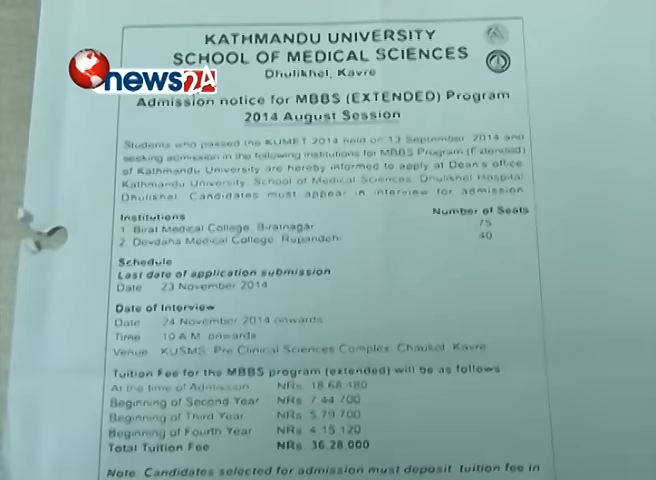 KATHMANDU UNIVERSITY
SCHOOL OF MEDICAL SCIENCES
Dhulikhel, Kavre
news24
Admission notice for MBBS (EXTENDED) Program
2014 August Session
Students who passed the KUMET 2014 held on 13 September, 2014 and
seeking admission in the following institutions for MBBS Program (Extended)
of Kathmandu University are hereby informed to apply at Dean's office
Kathmandu University, School of Medical Sciences, Dhulikhel Hospital
Dhulikhel. Candidates must appear in interview for admission
Institutions Number of Seats
1 Birat Medical College, Biratnagar 75
2 Devdaha Medical College, Rupandehi 40
Schedule
Last date of application submission
Date 23 November 2014
Date of Interview
Date 24 November 2014 onwards
Time 10 A.M. onwards
Venue KUSMS, Pre Clinical Sciences Complex, Chaukot, Kavre
Tuition Fee for the MBBS program (extended) will be as follows
At the time of Admission NRs. 18,68,480
Beginning of Second Year NRs. 7,44,700
Beginning of Third Year NRs. 5,79,700
Beginning of Fourth Year NRs. 4,15,120
Total Tuition Fee NRs. 36,28,000
Note: Candidates selected for admission must deposit tuition fee in